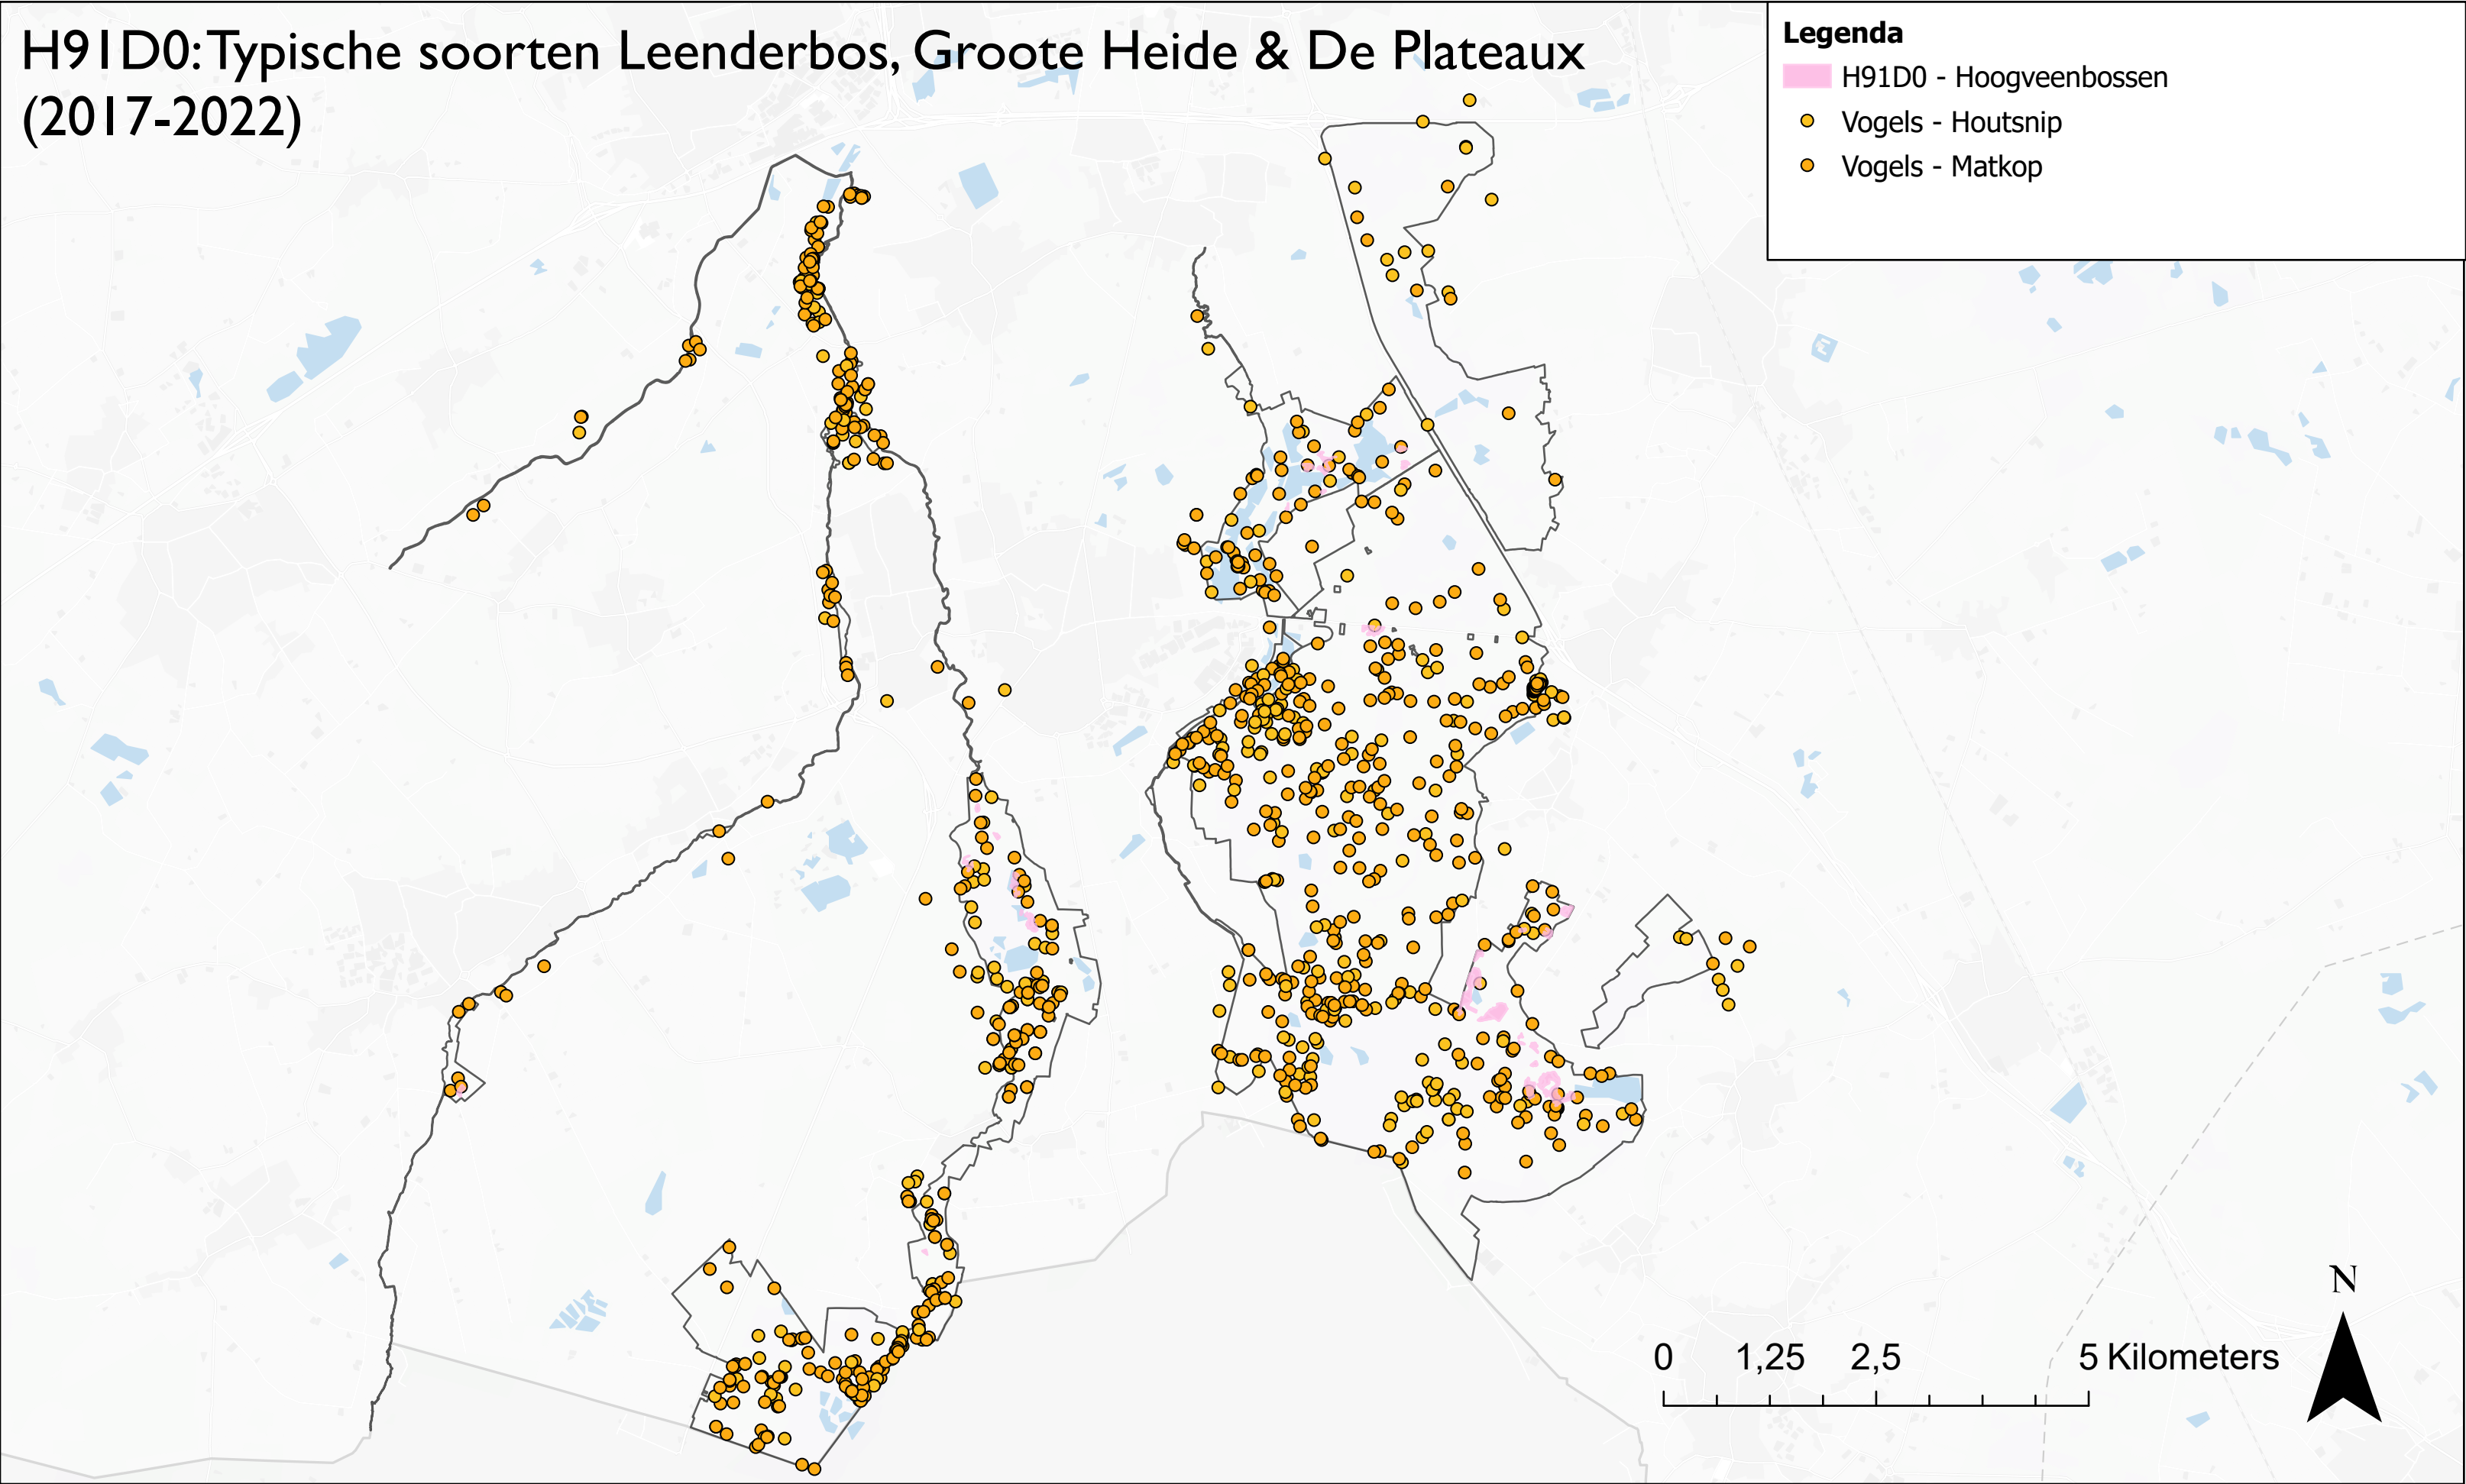 H91D0: Typische soorten Leenderbos, Groote Heide & De Plateaux
(2017-2022)
Legenda
H91D0 - Hoogveenbossen
Vogels - Houtsnip
Vogels - Matkop
N
0 1,25 2,5 5 Kilometers